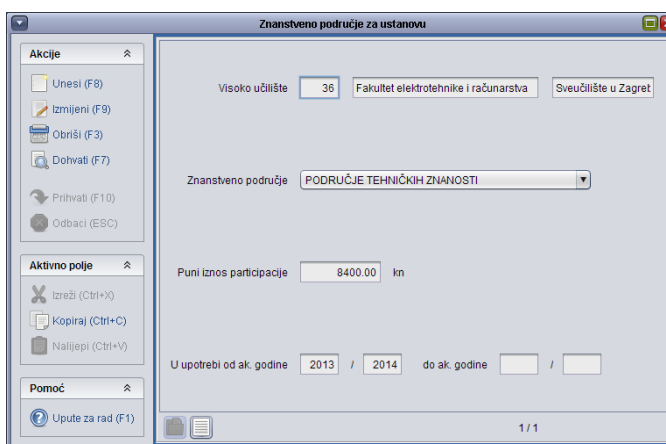 Znanstveno područje za ustanovu
Akcije
Unesi (F8)
Izmijeni (F9)
Obriši (F3)
Dohvati (F7)
Prihvati (F10)
Odbaci (ESC)
Aktivno polje
Izreži (Ctrl+X)
Kopiraj (Ctrl+C)
Nalijepi (Ctrl+V)
Pomoć
Upute za rad (F1)
Visoko učilište 36 Fakultet elektrotehnike i računarstva Sveučilište u Zagret
Znanstveno područje PODRUČJE TEHNIČKIH ZNANOSTI
Puni iznos participacije 8400.00 kn
U upotrebi od ak. godine 2013 / 2014 do ak. godine /
1 / 1